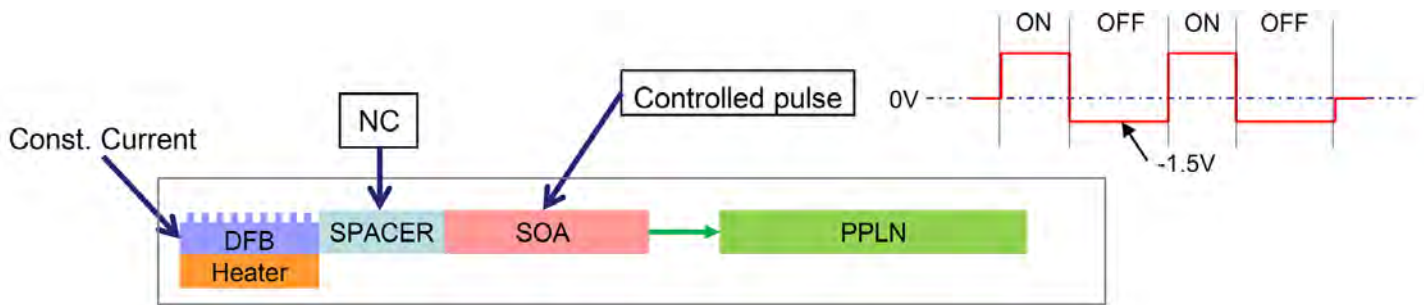 ON OFF ON OFF
Controlled pulse
0V
NC
Const. Current
-1.5V
DFB SPACER SOA PPLN
Heater